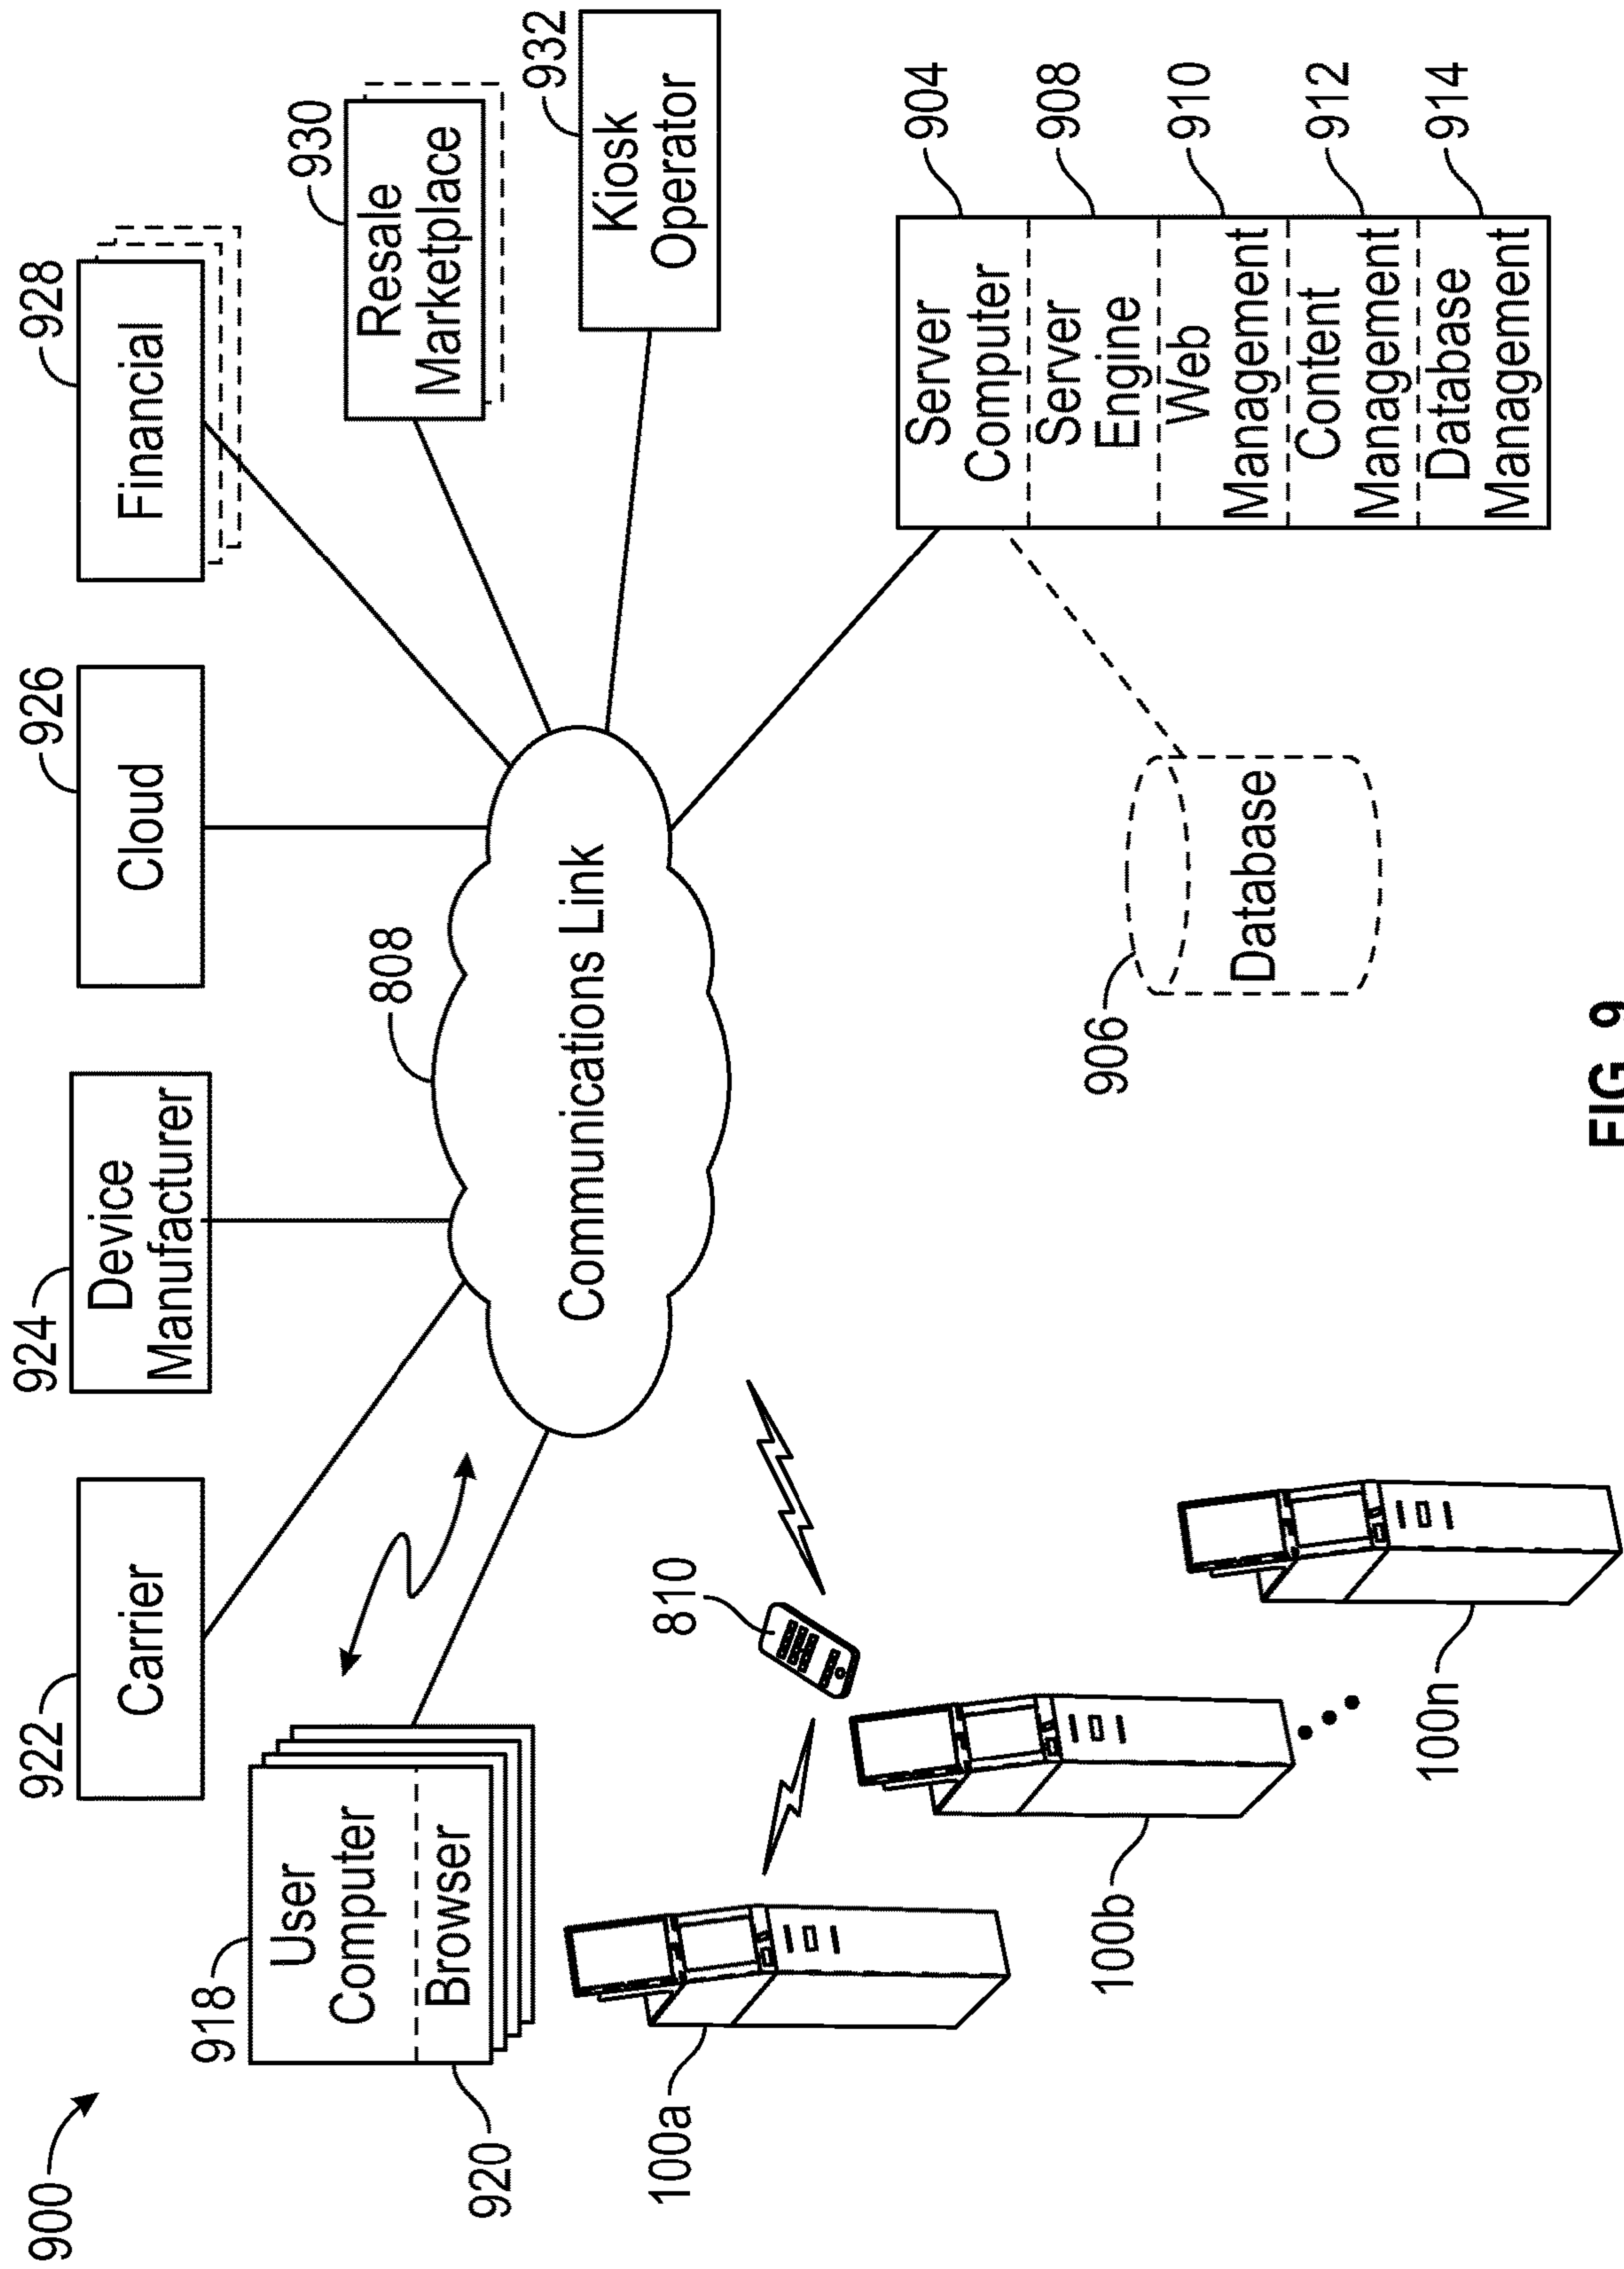 900
922
Carrier
924
Device
Manufacturer
926
Cloud
928
Financial
918
User
Computer
Browser
920
808
Communications Link
930
Resale
Marketplace
932
Kiosk
Operator
810
100a
100b
100n
906
Database
Server
Computer
904
Server
Engine
908
Web
Management
910
Content
Management
912
Database
Management
914
FIG. 9